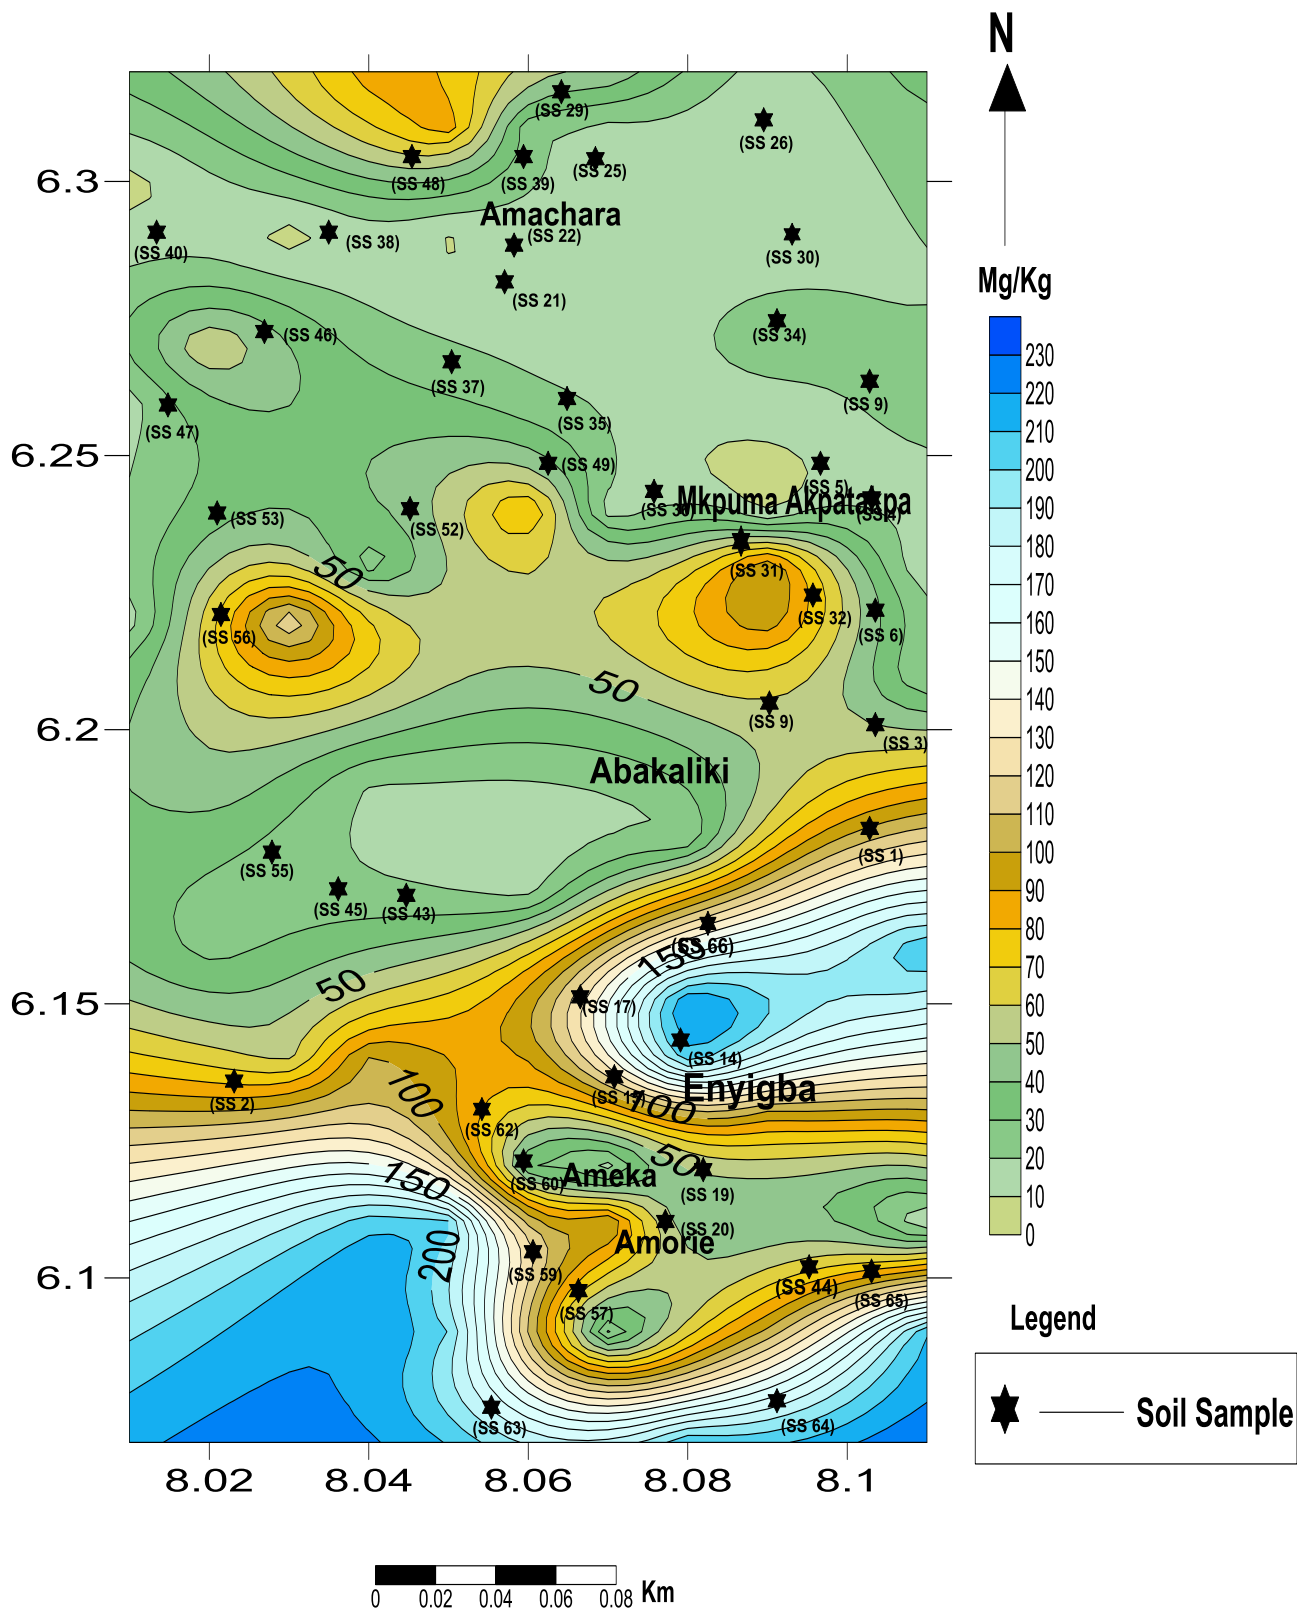 N
(SS 29)
(SS 26)
6.3
(SS 48)
(SS 39)
(SS 25)
Amachara
(SS 40)
(SS 38)
(SS 22)
(SS 30)
Mg/Kg
(SS 21)
(SS 46)
(SS 34)
(SS 37)
(SS 9)
(SS 47)
(SS 35)
6.25
(SS 49)
(SS 5)
Mkpuma Akpatakpa
(SS 53)
(SS 52)
50
(SS 31)
(SS 32)
(SS 56)
(SS 6)
50
(SS 9)
6.2
(SS 3)
Abakaliki
(SS 1)
(SS 55)
(SS 45)
(SS 43)
(SS 66)
150
50
6.15
(SS 17)
(SS 14)
Enyigba
(SS 2)
100
100
(SS 62)
50
Ameka
(SS 60)
(SS 19)
150
(SS 20)
Amorie
200
(SS 59)
6.1
(SS 44)
(SS 65)
(SS 57)
(SS 63)
(SS 64)
8.02 8.04 8.06 8.08 8.1
230
220
210
200
190
180
170
160
150
140
130
120
110
100
90
80
70
60
50
40
30
20
10
0
Legend
Soil Sample
0 0.02 0.04 0.06 0.08 Km